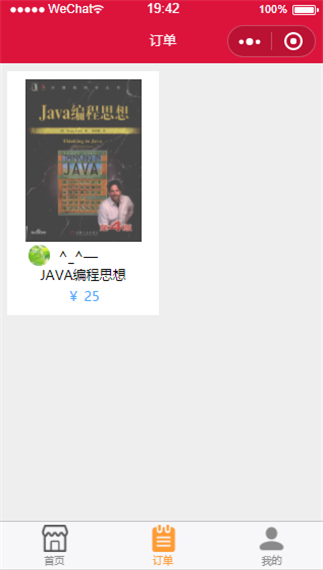 WeChat
19:42
100%
订单
Java编程思想
Thinking in Java
JAVA
^_^—
JAVA编程思想
￥ 25
首页
订单
我的